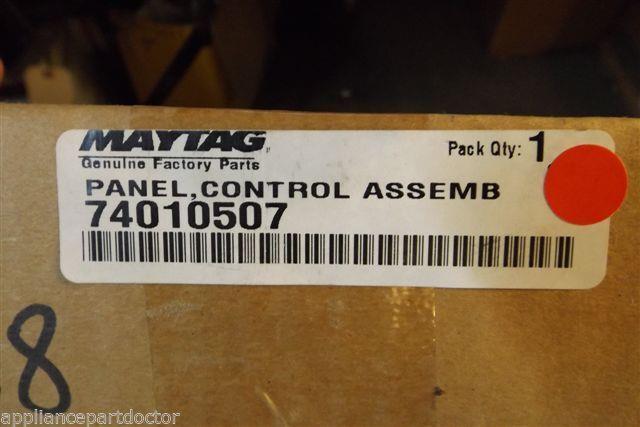 MAYTAG
Genuine Factory Parts
Pack Qty: 1
PANEL,CONTROL ASSEMB
74010507
8
appliancepartdoctor